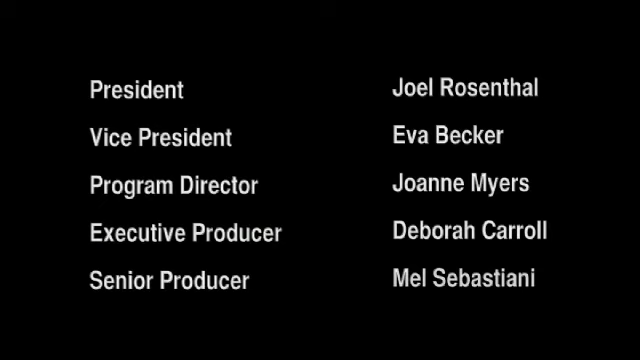 President Joel Rosenthal
Vice President Eva Becker
Program Director Joanne Myers
Executive Producer Deborah Carroll
Senior Producer Mel Sebastiani